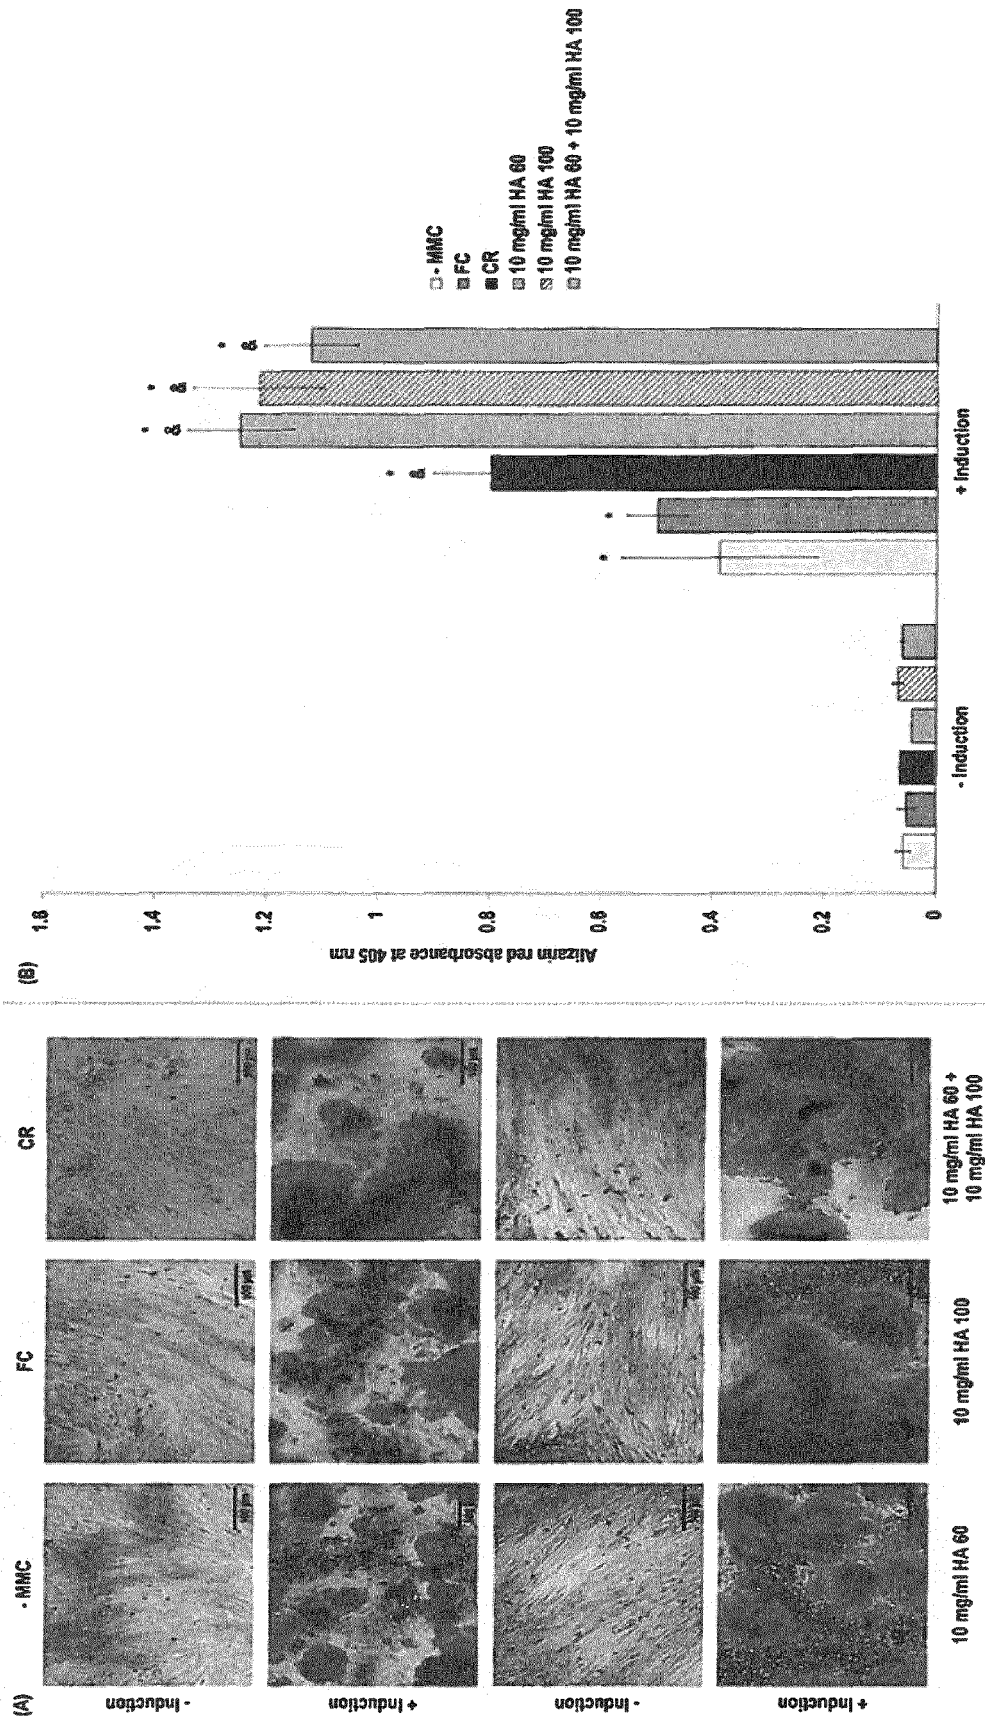 (A)
- MMC
FC
CR
- Induction
+ Induction
- Induction
+ Induction
10 mg/ml HA 60
10 mg/ml HA 100
10 mg/ml HA 60 +
10 mg/ml HA 100
(B)
Alizarin red absorbance at 405 nm
1.6
1.4
1.2
1
0.8
0.6
0.4
0.2
0
* &
* &
* &
* &
*
*
- Induction
+ Induction
- MMC
FC
CR
10 mg/ml HA 60
10 mg/ml HA 100
10 mg/ml HA 60 + 10 mg/ml HA 100